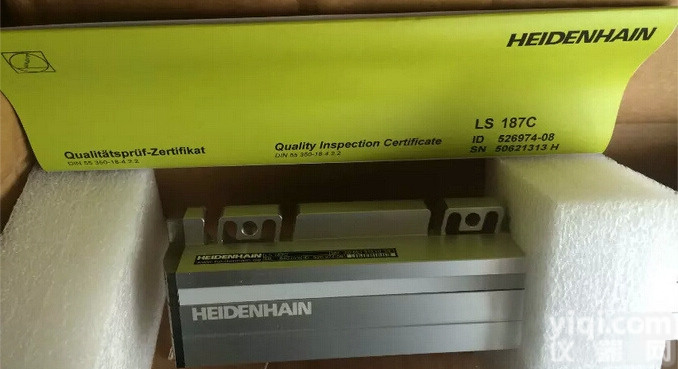 HEIDENHAIN
LS 187C
ID 526974-08
SN 50621313 H
Qualitätsprüf-Zertifikat
DIN 55 350-18-4.2.2
Quality Inspection Certificate
DIN 55 350-18-4.2.2
HEIDENHAIN
HEIDENHAIN
yiqi.com
仪器网